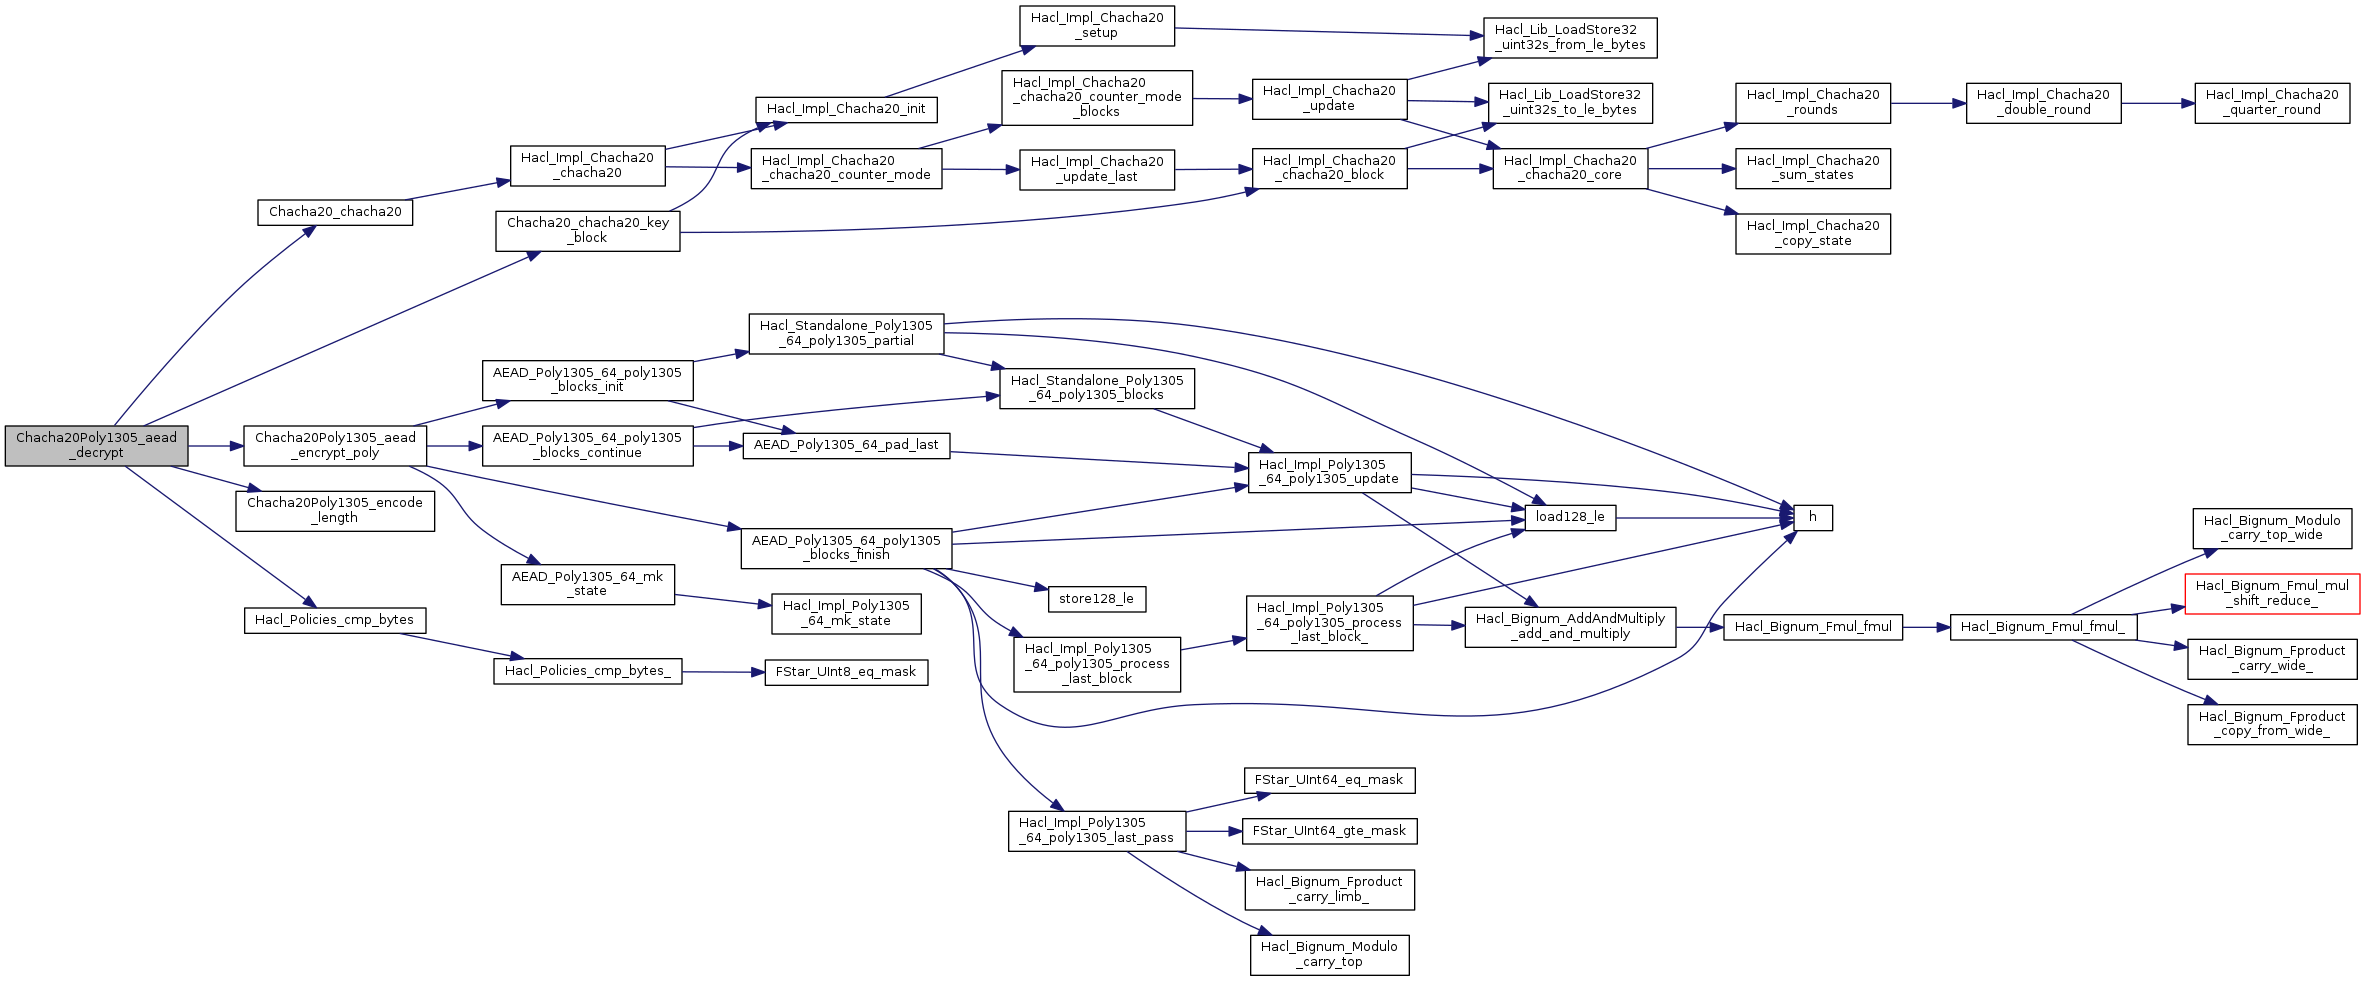 Hacl_Impl_Chacha20
_setup
Hacl_Lib_LoadStore32
_uint32s_from_le_bytes
Hacl_Impl_Chacha20
_chacha20_counter_mode
_blocks
Hacl_Impl_Chacha20
_update
Hacl_Lib_LoadStore32
_uint32s_to_le_bytes
Hacl_Impl_Chacha20
_rounds
Hacl_Impl_Chacha20
_double_round
Hacl_Impl_Chacha20
_quarter_round
Hacl_Impl_Chacha20_init
Hacl_Impl_Chacha20
_chacha20
Hacl_Impl_Chacha20
_chacha20_counter_mode
Hacl_Impl_Chacha20
_update_last
Hacl_Impl_Chacha20
_chacha20_block
Hacl_Impl_Chacha20
_chacha20_core
Hacl_Impl_Chacha20
_sum_states
Chacha20_chacha20
Chacha20_chacha20_key
_block
Hacl_Impl_Chacha20
_copy_state
Hacl_Standalone_Poly1305
_64_poly1305_partial
AEAD_Poly1305_64_poly1305
_blocks_init
Hacl_Standalone_Poly1305
_64_poly1305_blocks
Chacha20Poly1305_aead
_decrypt
Chacha20Poly1305_aead
_encrypt_poly
AEAD_Poly1305_64_poly1305
_blocks_continue
AEAD_Poly1305_64_pad_last
Hacl_Impl_Poly1305
_64_poly1305_update
Chacha20Poly1305_encode
_length
load128_le
h
AEAD_Poly1305_64_poly1305
_blocks_finish
Hacl_Bignum_Modulo
_carry_top_wide
AEAD_Poly1305_64_mk
_state
store128_le
Hacl_Bignum_Fmul_mul
_shift_reduce_
Hacl_Policies_cmp_bytes
Hacl_Impl_Poly1305
_64_mk_state
Hacl_Impl_Poly1305
_64_poly1305_process
_last_block_
Hacl_Bignum_AddAndMultiply
_add_and_multiply
Hacl_Bignum_Fmul_fmul
Hacl_Bignum_Fmul_fmul_
Hacl_Impl_Poly1305
_64_poly1305_process
_last_block
Hacl_Bignum_Fproduct
_carry_wide_
Hacl_Policies_cmp_bytes_
FStar_UInt8_eq_mask
Hacl_Bignum_Fproduct
_copy_from_wide_
FStar_UInt64_eq_mask
Hacl_Impl_Poly1305
_64_poly1305_last_pass
FStar_UInt64_gte_mask
Hacl_Bignum_Fproduct
_carry_limb_
Hacl_Bignum_Modulo
_carry_top